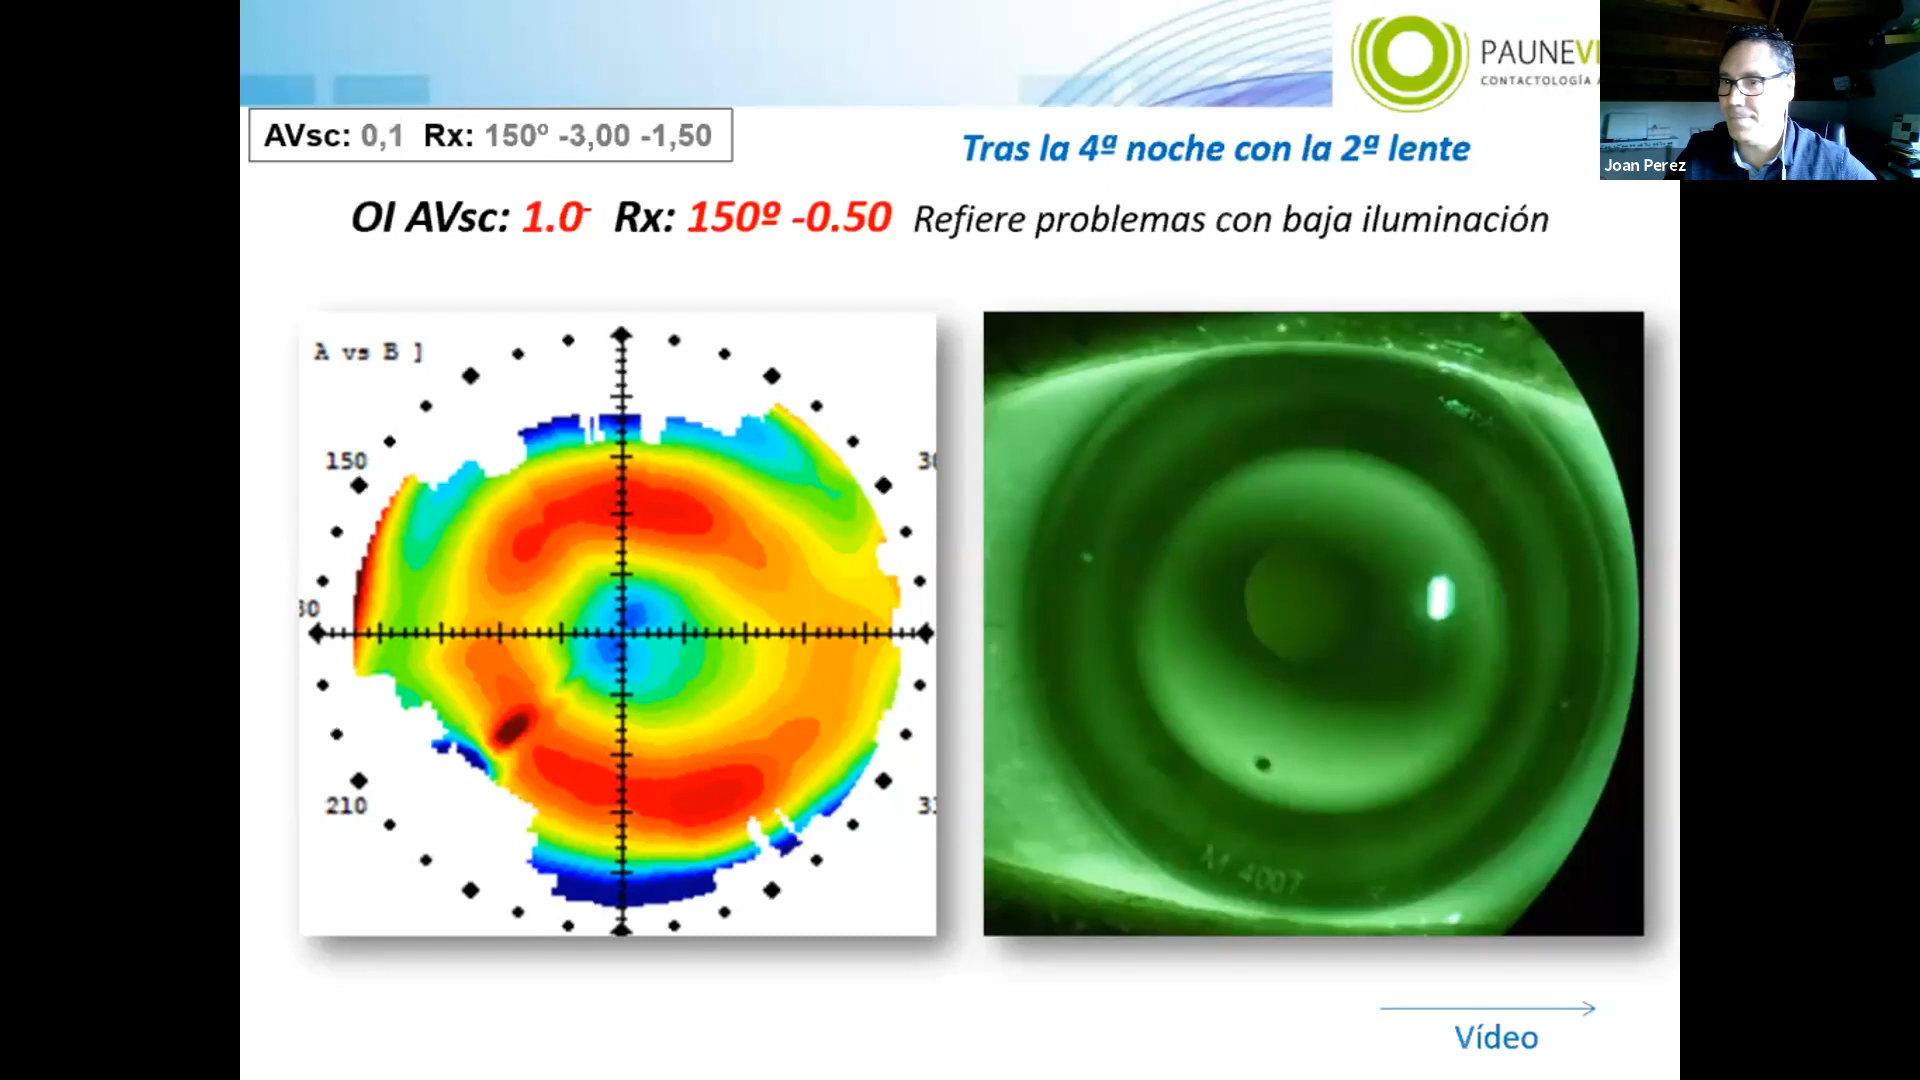 PAUNEVI
CONTACTOLOGÍA A
Joan Perez
AVsc: 0,1 Rx: 150º -3,00 -1,50
Tras la 4ª noche con la 2ª lente
OI AVsc: 1.0- Rx: 150º -0.50 Refiere problemas con baja iluminación
A vs B ]
150
30
210
M 4007
Vídeo